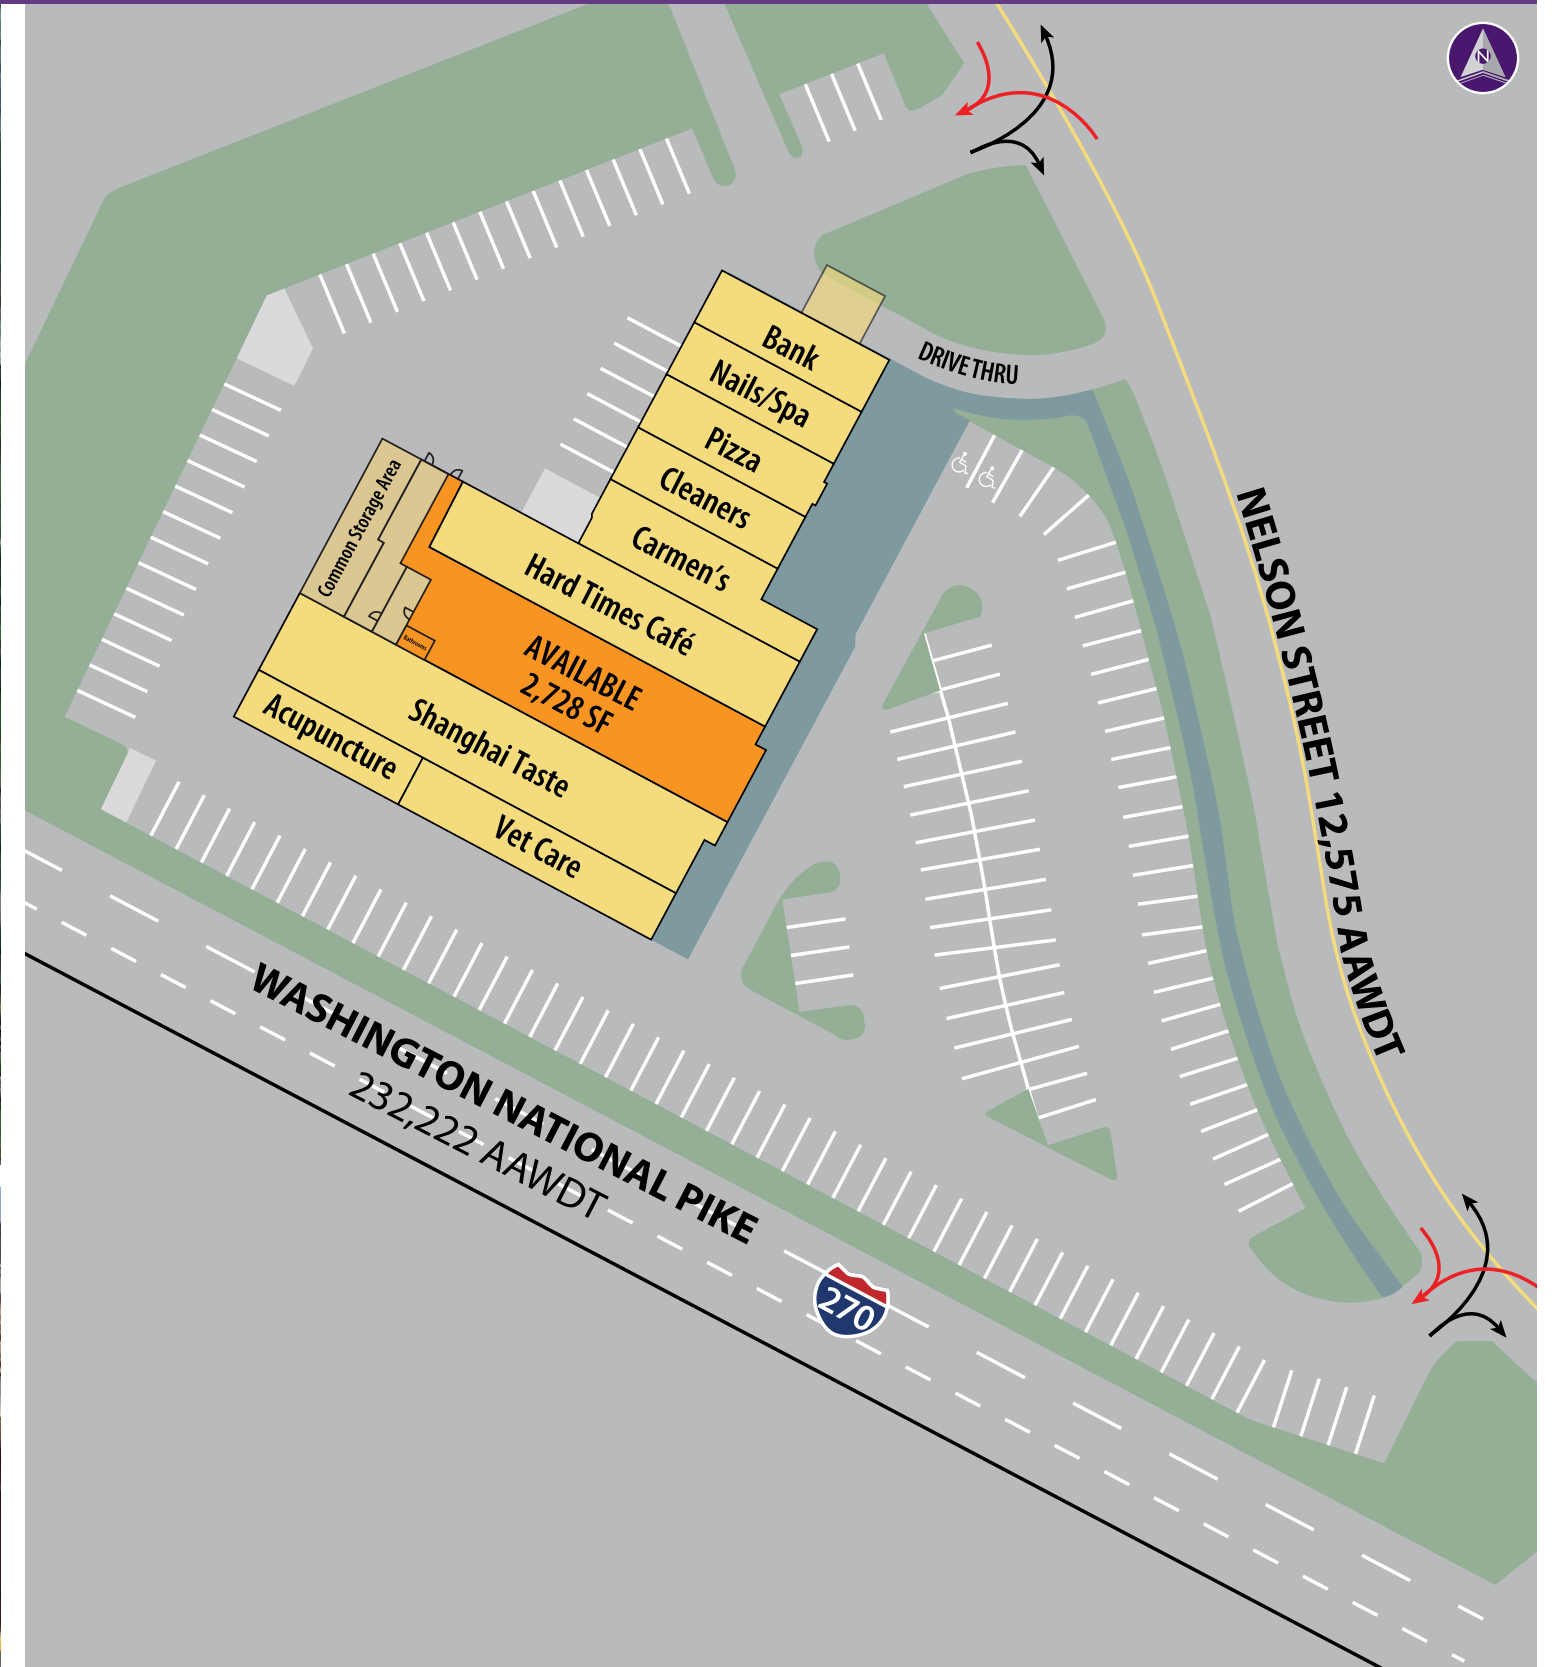 N
DRIVE THRU
Bank
Nails/Spa
Pizza
Cleaners
Carmen's
Common Storage Area
Hard Times Café
AVAILABLE
2,728 SF
Bathrooms
Shanghai Taste
Acupuncture
Vet Care
NELSON STREET 12,575 AAWDT
WASHINGTON NATIONAL PIKE
232,222 AAWDT
270